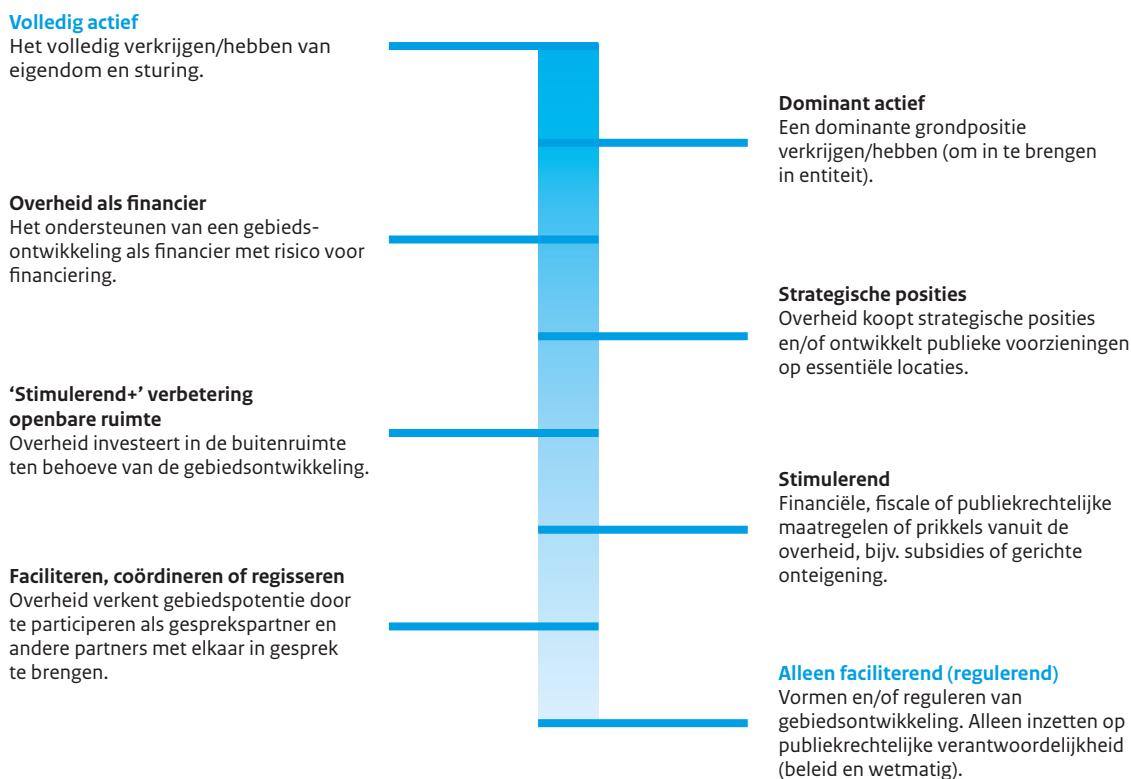 Volledig actief
Het volledig verkrijgen/hebben van
eigendom en sturing.
Dominant actief
Een dominante grondpositie
verkrijgen/hebben (om in te brengen
in entiteit).
Overheid als financier
Het ondersteunen van een gebieds-
ontwikkeling als financier met risico voor
financiering.
Strategische posities
Overheid koopt strategische posities
en/of ontwikkelt publieke voorzieningen
op essentiële locaties.
‘Stimulerend+’ verbetering
openbare ruimte
Overheid investeert in de buitenruimte
ten behoeve van de gebiedsontwikkeling.
Stimulerend
Financiële, fiscale of publiekrechtelijke
maatregelen of prikkels vanuit de
overheid, bijv. subsidies of gerichte
onteigening.
Faciliteren, coördineren of regisseren
Overheid verkent gebiedspotentie door
te participeren als gesprekspartner en
andere partners met elkaar in gesprek
te brengen.
Alleen faciliterend (regulerend)
Vormen en/of reguleren van
gebiedsontwikkeling. Alleen inzetten op
publiekrechtelijke verantwoordelijkheid
(beleid en wetmatig).